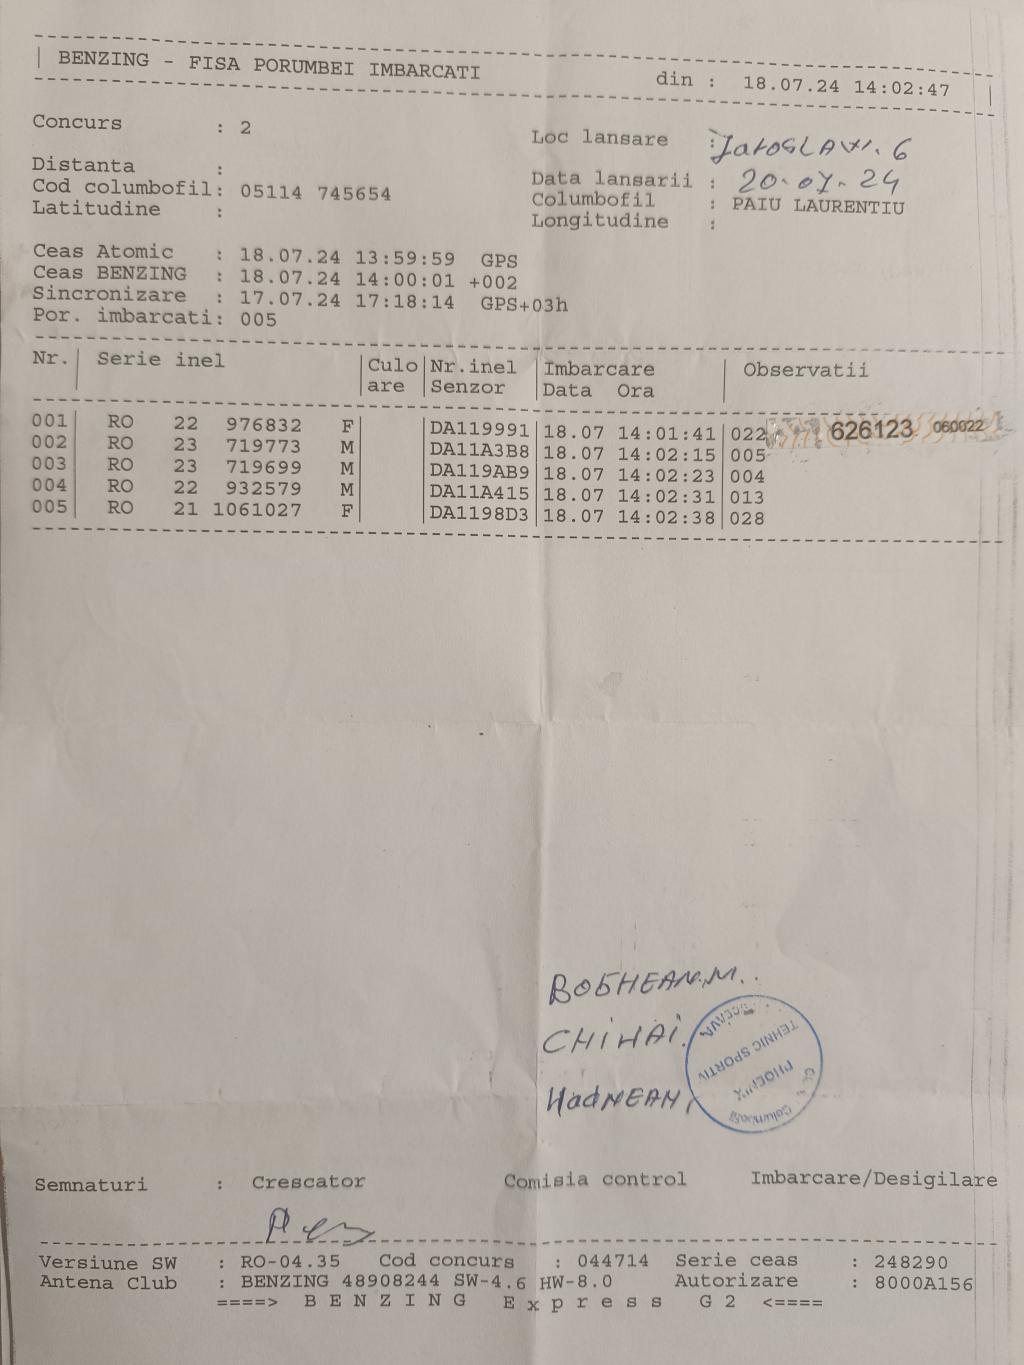 BENZING - FISA PORUMBEI IMBARCATI din : 18.07.24 14:02:47
Concurs : 2 Loc lansare : JaroSLAW. 6
Distanta : Data lansarii : 20-07-24
Cod columbofil: 05114 745654 Columbofil : PAIU LAURENTIU
Latitudine : Longitudine :
Ceas Atomic : 18.07.24 13:59:59 GPS
Ceas BENZING : 18.07.24 14:00:01 +002
Sincronizare : 17.07.24 17:18:14 GPS+03h
Por. imbarcati: 005
Nr. Serie inel Culo Nr.inel Imbarcare Observatii
are Senzor Data Ora
001 RO 22 976832 F DA119991 18.07 14:01:41 022 626123 060022
002 RO 23 719773 M DA11A3B8 18.07 14:02:15 005
003 RO 23 719699 M DA119AB9 18.07 14:02:23 004
004 RO 22 932579 M DA11A415 18.07 14:02:31 013
005 RO 21 1061027 F DA1198D3 18.07 14:02:38 028
CHIHAI.
TEHNIC SPORTIV
PHOENIX
Semnaturi : Crescator Comisia control Imbarcare/Desigilare
Versiune SW : RO-04.35 Cod concurs : 044714 Serie ceas : 248290
Antena Club : BENZING 48908244 SW-4.6 HW-8.0 Autorizare : 8000A156
====> B E N Z I N G E x p r e s s G 2 <====